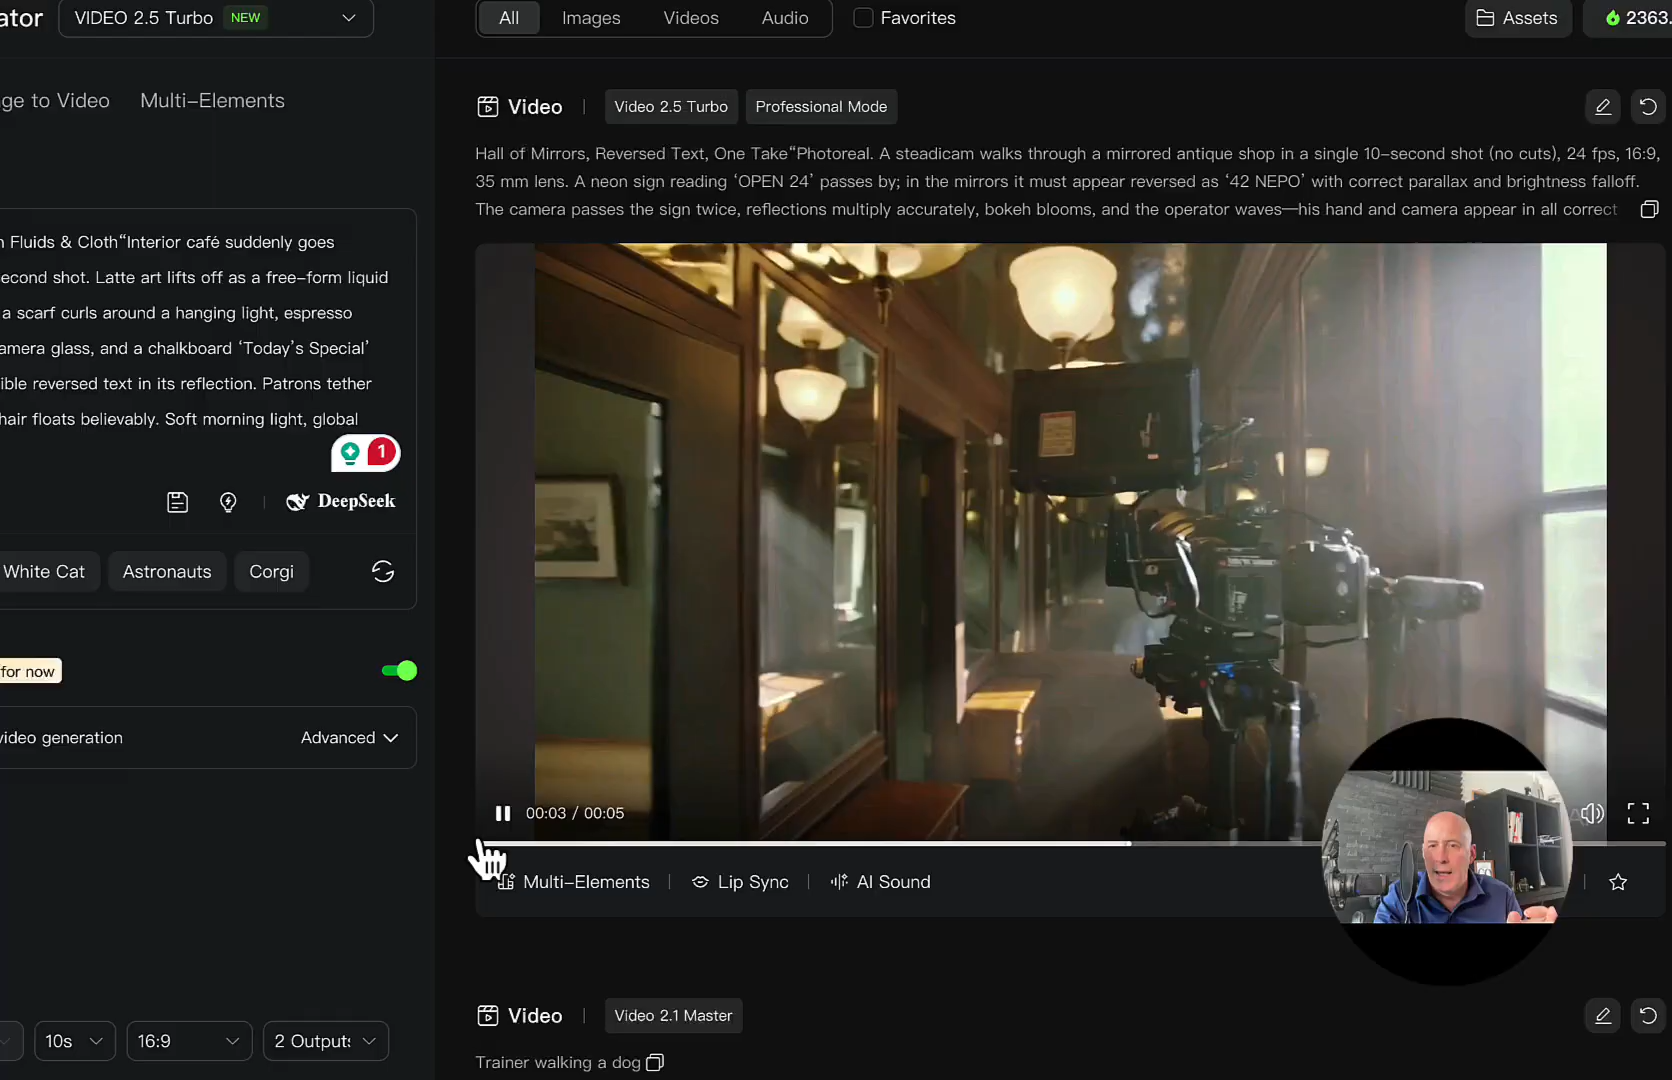 ator
VIDEO 2.5 Turbo NEW
All Images Videos Audio Favorites
Assets 2363.
ge to Video Multi-Elements
Video | Video 2.5 Turbo Professional Mode
Hall of Mirrors, Reversed Text, One Take“Photoreal. A steadicam walks through a mirrored antique shop in a single 10-second shot (no cuts), 24 fps, 16:9,
35 mm lens. A neon sign reading ‘OPEN 24’ passes by; in the mirrors it must appear reversed as ‘42 NEPO’ with correct parallax and brightness falloff.
The camera passes the sign twice, reflections multiply accurately, bokeh blooms, and the operator waves—his hand and camera appear in all correct
n Fluids & Cloth“Interior café suddenly goes
econd shot. Latte art lifts off as a free-form liquid
a scarf curls around a hanging light, espresso
amera glass, and a chalkboard ‘Today’s Special’
ible reversed text in its reflection. Patrons tether
hair floats believably. Soft morning light, global
1
DeepSeek
White Cat Astronauts Corgi
for now
video generation Advanced
00:03 / 00:05
Multi-Elements | Lip Sync | AI Sound
Video | Video 2.1 Master
10s 16:9 2 Outputs
Trainer walking a dog